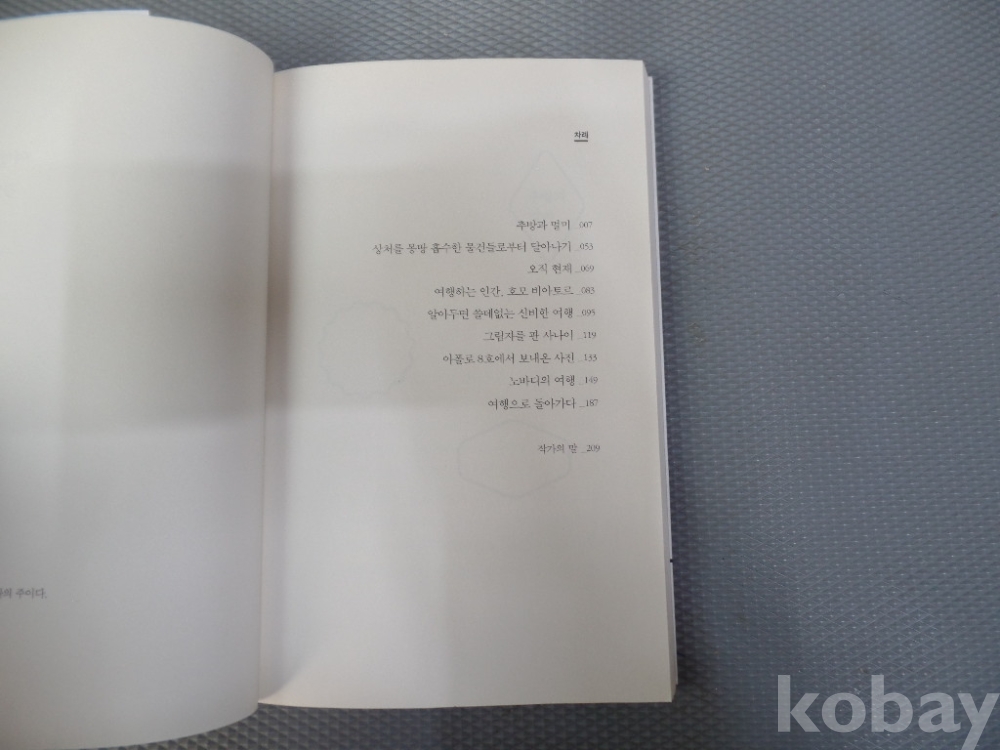 차례
추방과 멀미 _007
상처를 몽땅 흡수한 물건들로부터 달아나기 _053
오직 현재 _069
여행하는 인간, 호모 비아토르 _083
알아두면 쓸데없는 신비한 여행 _095
그림자를 판 사나이 _119
아폴로 8호에서 보내온 사진 _133
노바디의 여행 _149
여행으로 돌아가다 _187
작가의 말 _209
주이다.
kobay